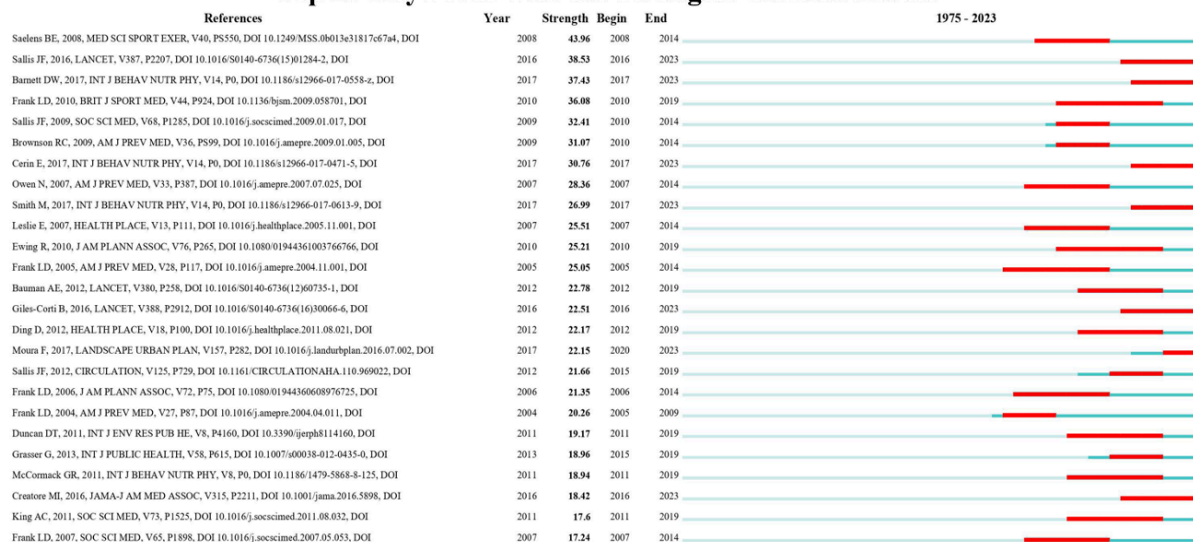 References Year Strength Begin End 1975 - 2023
Saelens BE, 2008, MED SCI SPORT EXER, V40, PS550, DOI 10.1249/MSS.0b013e31817c67a4, DOI 2008 43.96 2008 2014
Sallis JF, 2016, LANCET, V387, P2207, DOI 10.1016/S0140-6736(15)01284-2, DOI 2016 38.53 2016 2023
Barnett DW, 2017, INT J BEHAV NUTR PHY, V14, P0, DOI 10.1186/s12966-017-0558-z, DOI 2017 37.43 2017 2023
Frank LD, 2010, BRIT J SPORT MED, V44, P924, DOI 10.1136/bjsm.2009.058701, DOI 2010 36.08 2010 2019
Sallis JF, 2009, SOC SCI MED, V68, P1285, DOI 10.1016/j.socscimed.2009.01.017, DOI 2009 32.41 2010 2014
Brownson RC, 2009, AM J PREV MED, V36, PS99, DOI 10.1016/j.amepre.2009.01.005, DOI 2009 31.07 2010 2014
Cerin E, 2017, INT J BEHAV NUTR PHY, V14, P0, DOI 10.1186/s12966-017-0471-5, DOI 2017 30.76 2017 2023
Owen N, 2007, AM J PREV MED, V33, P387, DOI 10.1016/j.amepre.2007.07.025, DOI 2007 28.36 2007 2014
Smith M, 2017, INT J BEHAV NUTR PHY, V14, P0, DOI 10.1186/s12966-017-0613-9, DOI 2017 26.99 2017 2023
Leslie E, 2007, HEALTH PLACE, V13, P111, DOI 10.1016/j.healthplace.2005.11.001, DOI 2007 25.51 2007 2014
Ewing R, 2010, J AM PLANN ASSOC, V76, P265, DOI 10.1080/01944361003766766, DOI 2010 25.21 2010 2019
Frank LD, 2005, AM J PREV MED, V28, P117, DOI 10.1016/j.amepre.2004.11.001, DOI 2005 25.05 2005 2014
Bauman AE, 2012, LANCET, V380, P258, DOI 10.1016/S0140-6736(12)60735-1, DOI 2012 22.78 2012 2019
Giles-Corti B, 2016, LANCET, V388, P2912, DOI 10.1016/S0140-6736(16)30066-6, DOI 2016 22.51 2016 2023
Ding D, 2012, HEALTH PLACE, V18, P100, DOI 10.1016/j.healthplace.2011.08.021, DOI 2012 22.17 2012 2019
Moura F, 2017, LANDSCAPE URBAN PLAN, V157, P282, DOI 10.1016/j.landurbplan.2016.07.002, DOI 2017 22.15 2020 2023
Sallis JF, 2012, CIRCULATION, V125, P729, DOI 10.1161/CIRCULATIONAHA.110.969022, DOI 2012 21.66 2015 2019
Frank LD, 2006, J AM PLANN ASSOC, V72, P75, DOI 10.1080/01944360608976725, DOI 2006 21.35 2006 2014
Frank LD, 2004, AM J PREV MED, V27, P87, DOI 10.1016/j.amepre.2004.04.011, DOI 2004 20.26 2005 2009
Duncan DT, 2011, INT J ENV RES PUB HE, V8, P4160, DOI 10.3390/ijerph8114160, DOI 2011 19.17 2011 2019
Grasser G, 2013, INT J PUBLIC HEALTH, V58, P615, DOI 10.1007/s00038-012-0435-0, DOI 2013 18.96 2015 2019
McCormack GR, 2011, INT J BEHAV NUTR PHY, V8, P0, DOI 10.1186/1479-5868-8-125, DOI 2011 18.94 2011 2019
Creatore MI, 2016, JAMA-J AM MED ASSOC, V315, P2211, DOI 10.1001/jama.2016.5898, DOI 2016 18.42 2016 2023
King AC, 2011, SOC SCI MED, V73, P1525, DOI 10.1016/j.socscimed.2011.08.032, DOI 2011 17.6 2011 2019
Frank LD, 2007, SOC SCI MED, V65, P1898, DOI 10.1016/j.socscimed.2007.05.053, DOI 2007 17.24 2007 2014